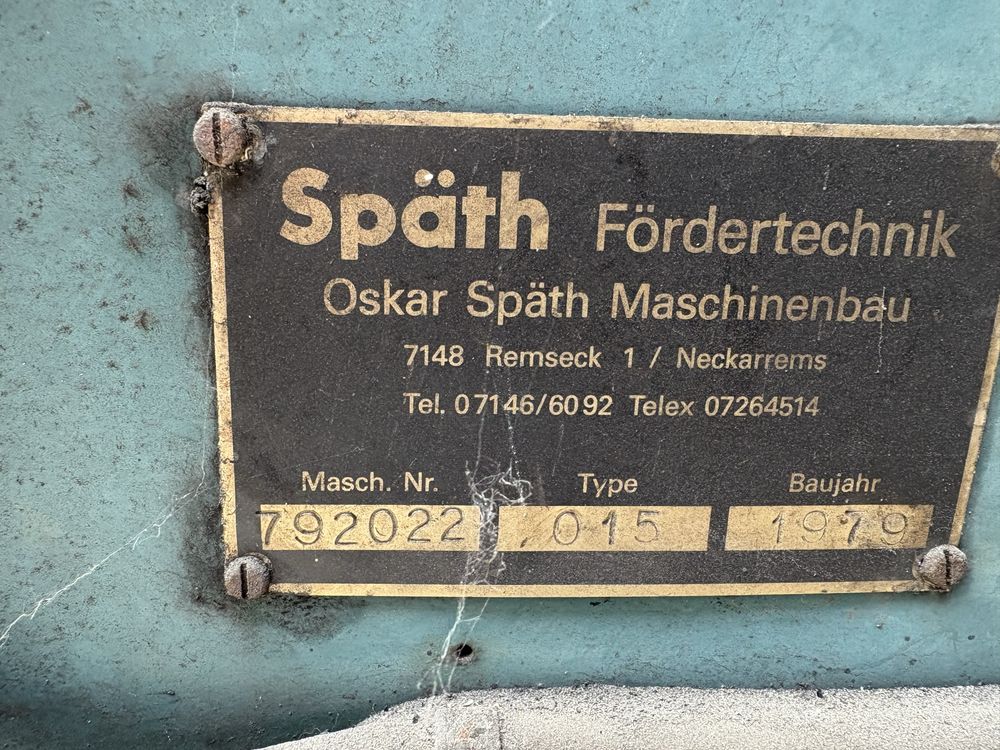 Späth Fördertechnik
Oskar Späth Maschinenbau
7148 Remseck 1 / Neckarrems
Tel. 07146/6092 Telex 07264514
Masch. Nr. Type Baujahr
792022 015 1979